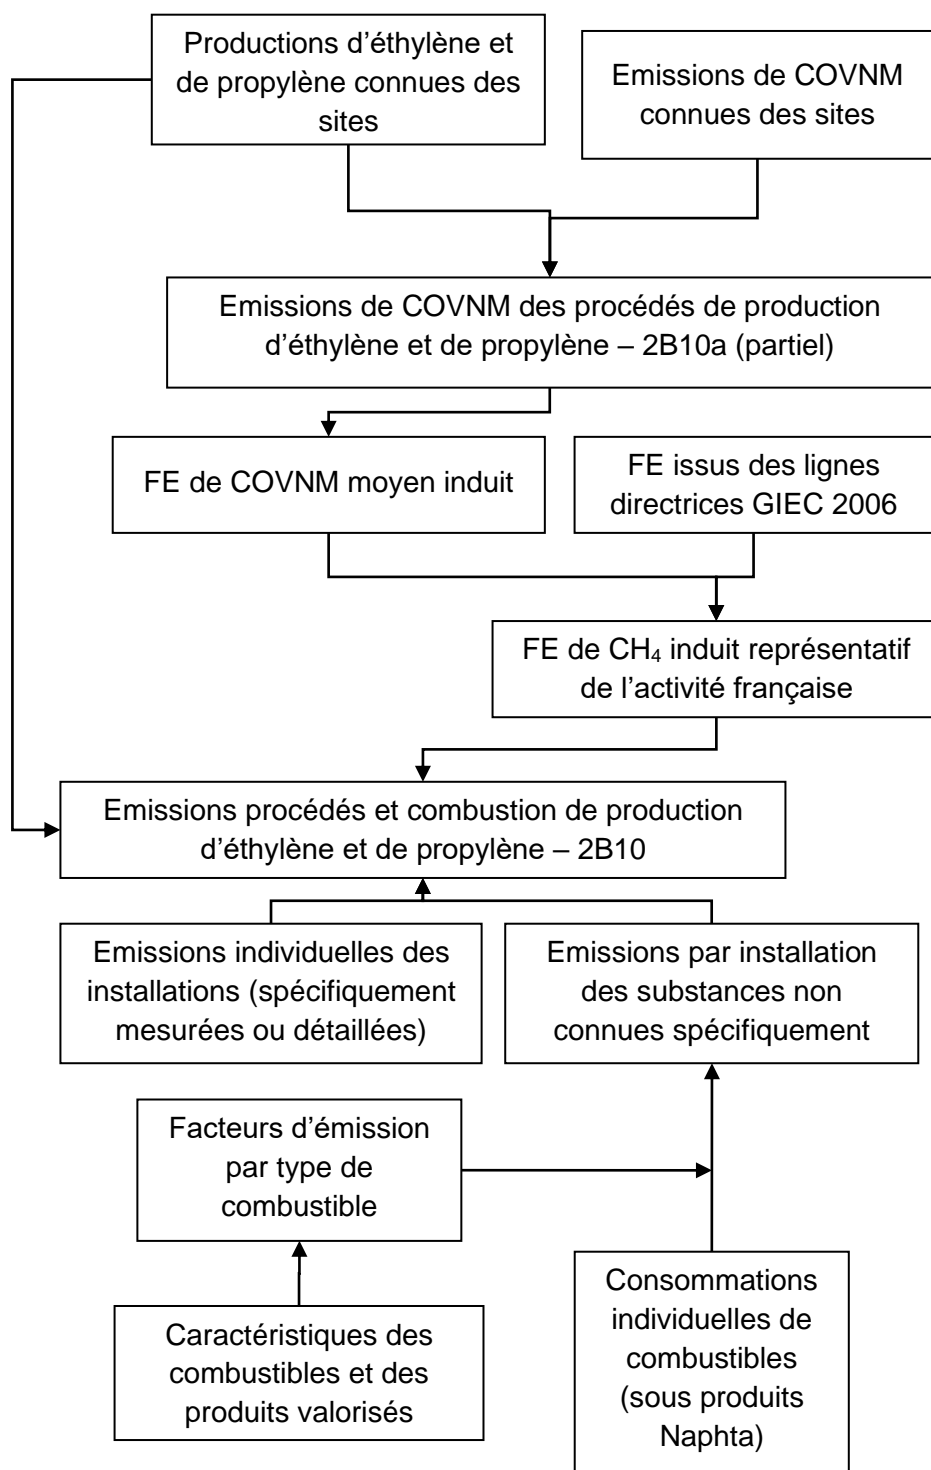 Productions d’éthylène et
de propylène connues des
sites
Emissions de COVNM
connues des sites
Emissions de COVNM des procédés de production
d’éthylène et de propylène – 2B10a (partiel)
FE de COVNM moyen induit
FE issus des lignes
directrices GIEC 2006
FE de CH₄ induit représentatif
de l’activité française
Emissions procédés et combustion de production
d’éthylène et de propylène – 2B10
Emissions individuelles des
installations (spécifiquement
mesurées ou détaillées)
Emissions par installation
des substances non
connues spécifiquement
Facteurs d’émission
par type de
combustible
Caractéristiques des
combustibles et des
produits valorisés
Consommations
individuelles de
combustibles
(sous produits
Naphta)